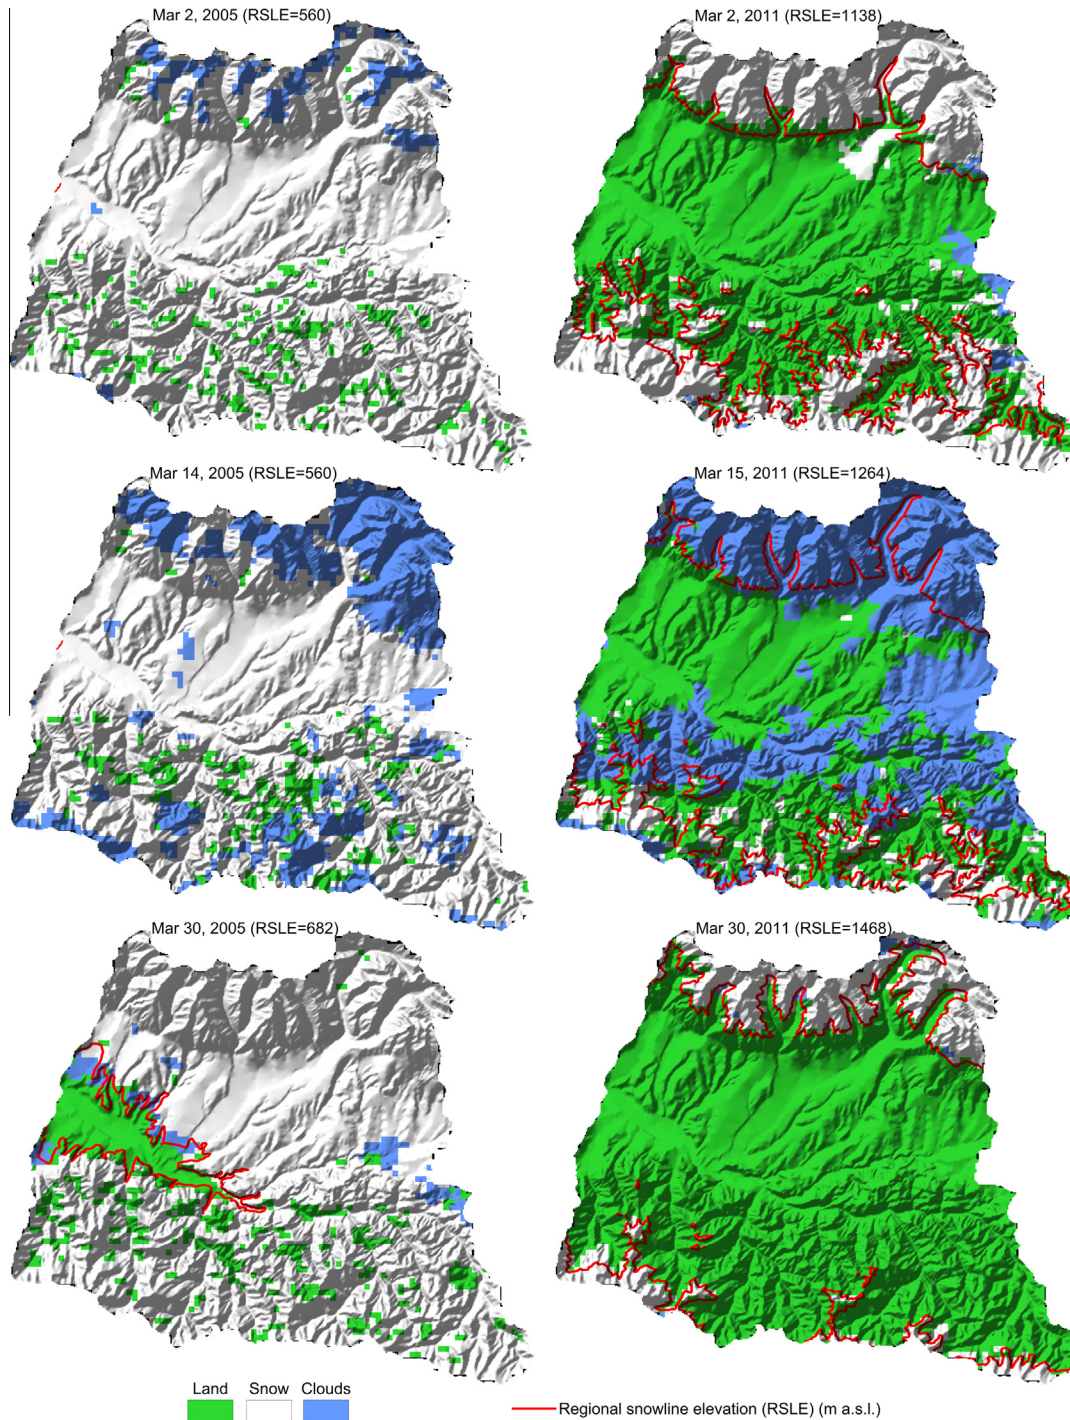 Mar 2, 2005 (RSLE=560)
Mar 2, 2011 (RSLE=1138)
Mar 14, 2005 (RSLE=560)
Mar 15, 2011 (RSLE=1264)
Mar 30, 2005 (RSLE=682)
Mar 30, 2011 (RSLE=1468)
Land Snow Clouds
Regional snowline elevation (RSLE) (m a.s.l.)